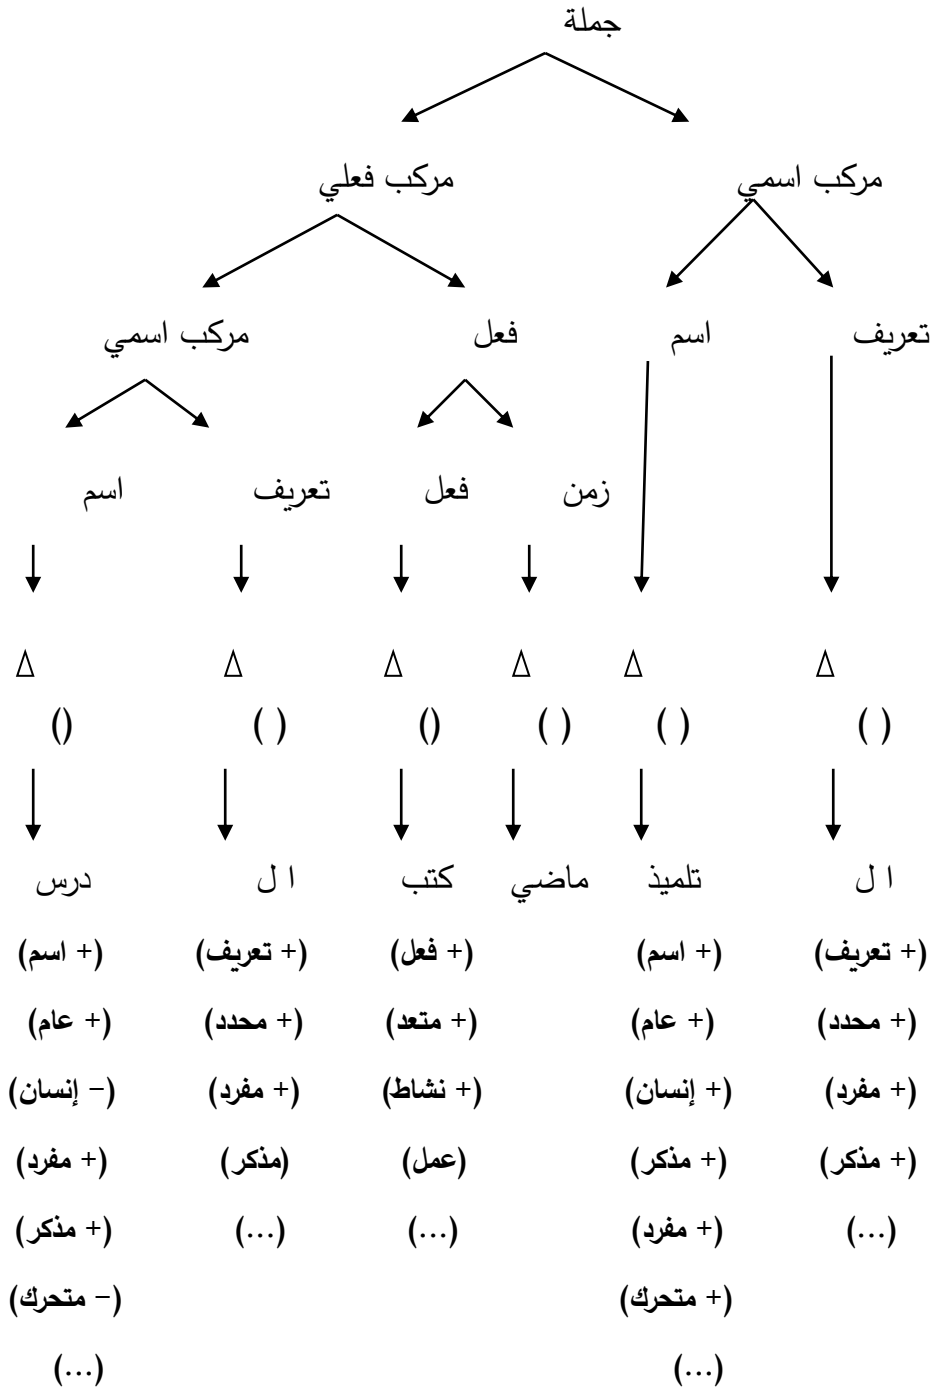 جملة
مركب اسمي مركب فعلي
تعريف اسم فعل مركب اسمي
زمن فعل تعريف اسم
Δ Δ Δ Δ Δ Δ
( ) ( ) ( ) () ( ) ()
ا ل تلميذ ماضي كتب ا ل درس
(+ تعريف) (+ اسم) (+ فعل) (+ تعريف) (+ اسم)
(+ محدد) (+ عام) (+ متعد) (+ محدد) (+ عام)
(+ مفرد) (+ إنسان) (+ نشاط) (+ مفرد) (– إنسان)
(+ مذكر) (+ مذكر) (عمل) (مذكر) (+ مفرد)
(...) (+ مفرد) (...) (...) (+ مذكر)
(+ متحرك) (– متحرك)
(...) (...)